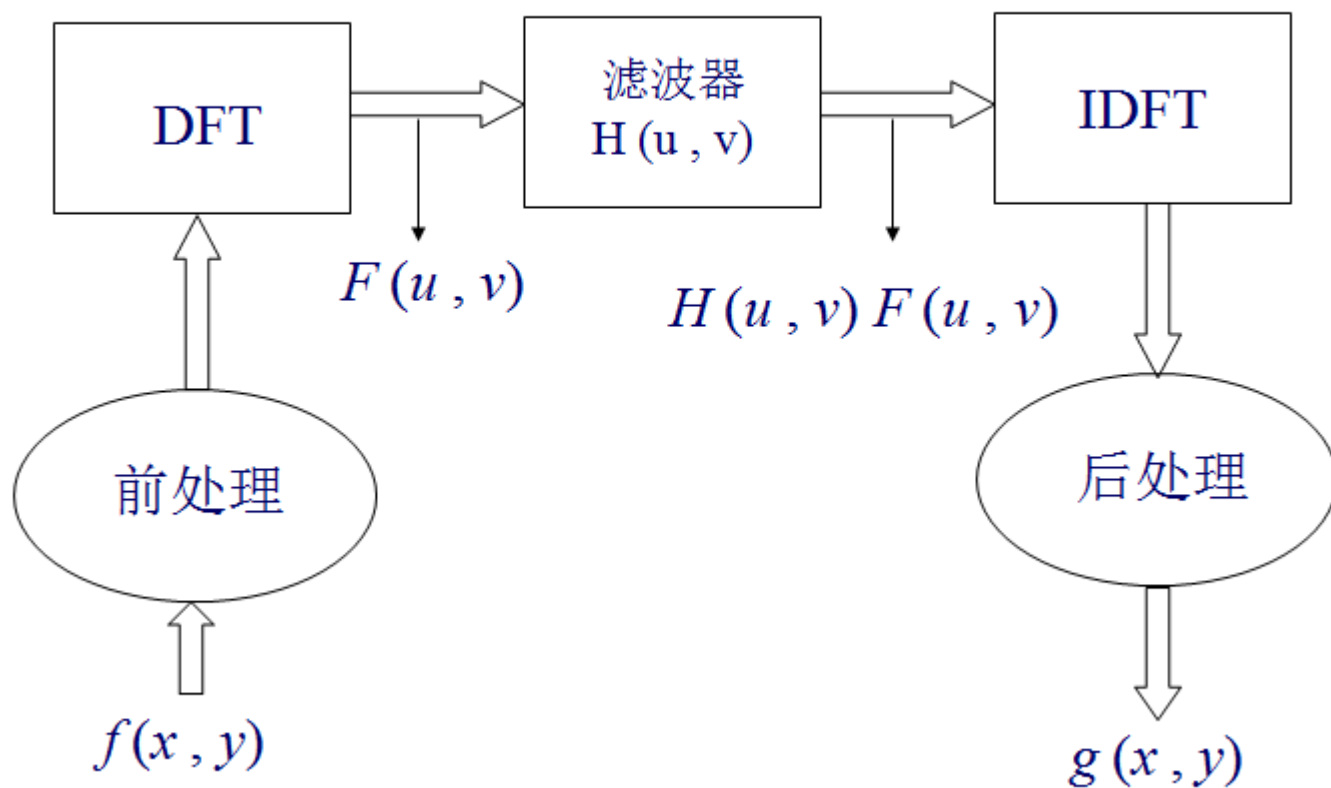 DFT
滤波器
H (u , v)
IDFT
F (u , v)
H (u , v) F (u , v)
前处理
后处理
f (x , y)
g (x , y)